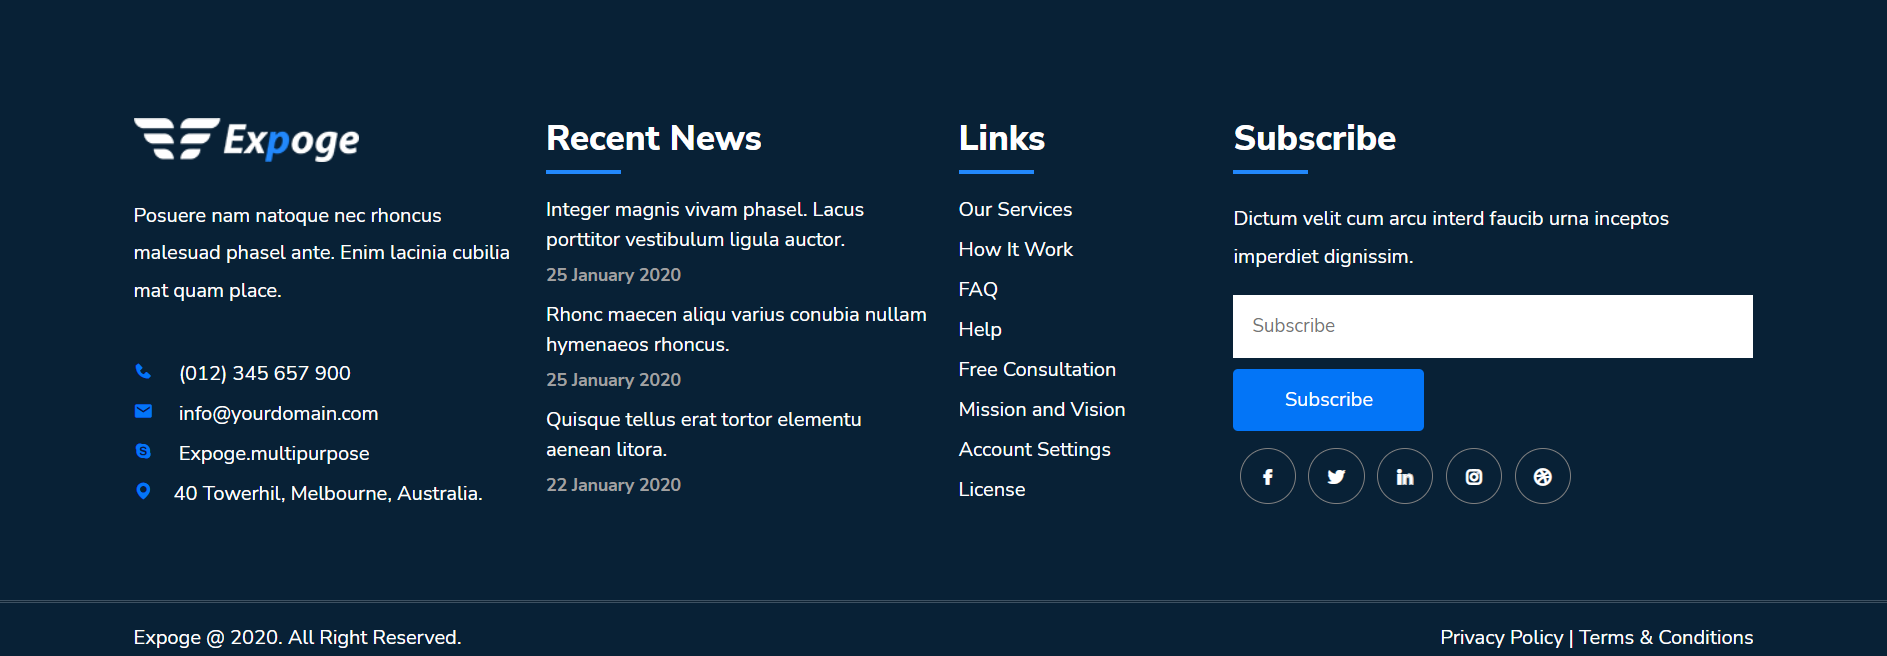 Expoge
Posuere nam natoque nec rhoncus
malesuad phasel ante. Enim lacinia cubilia
mat quam place.
(012) 345 657 900
info@yourdomain.com
Expoge.multipurpose
40 Towerhil, Melbourne, Australia.
Recent News
Integer magnis vivam phasel. Lacus
porttitor vestibulum ligula auctor.
25 January 2020
Rhonc maecen aliqu varius conubia nullam
hymenaeos rhoncus.
25 January 2020
Quisque tellus erat tortor elementu
aenean litora.
22 January 2020
Links
Our Services
How It Work
FAQ
Help
Free Consultation
Mission and Vision
Account Settings
License
Subscribe
Dictum velit cum arcu interd faucib urna inceptos
imperdiet dignissim.
Subscribe
Subscribe
Expoge @ 2020. All Right Reserved.
Privacy Policy | Terms & Conditions